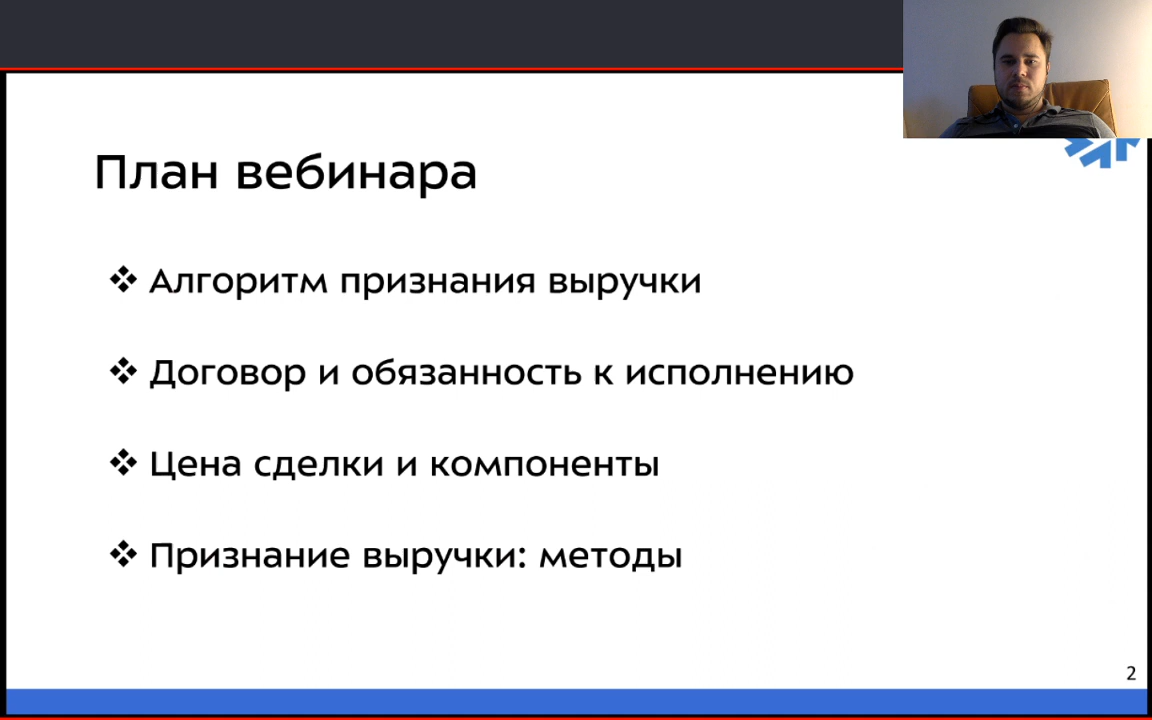 План вебинара
❖ Алгоритм признания выручки
❖ Договор и обязанность к исполнению
❖ Цена сделки и компоненты
❖ Признание выручки: методы
2